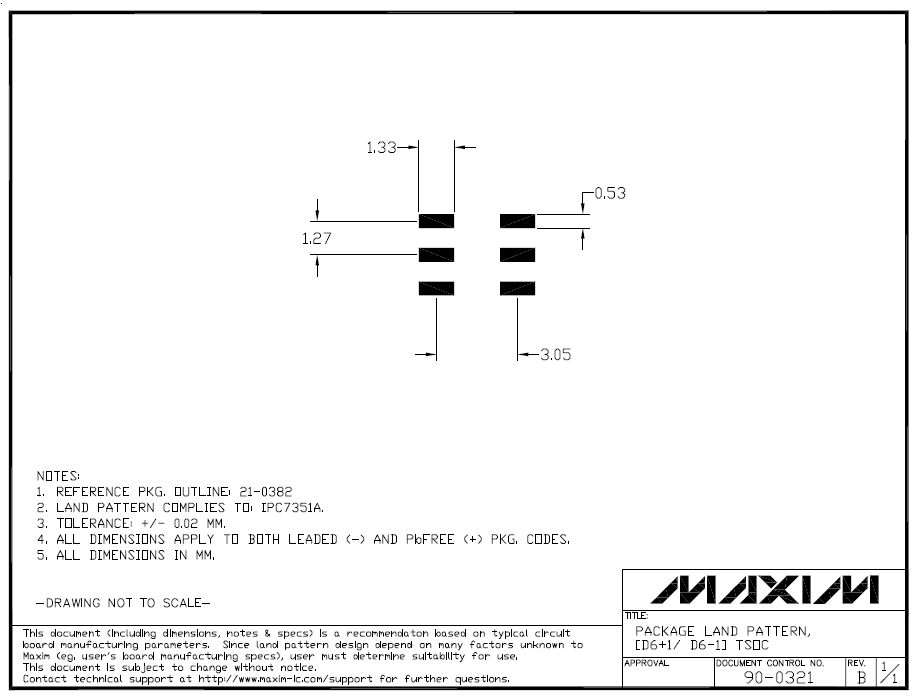 1.33
0.53
1.27
3.05
NOTES:
1. REFERENCE PKG. OUTLINE: 21-0382
2. LAND PATTERN COMPLIES TO: IPC7351A.
3. TOLERANCE: +/- 0.02 MM.
4. ALL DIMENSIONS APPLY TO BOTH LEADED (-) AND PbFREE (+) PKG. CODES.
5. ALL DIMENSIONS IN MM.
-DRAWING NOT TO SCALE-
This document (including dimensions, notes & specs) is a recommendaton based on typical circuit
board manufacturing parameters. Since land pattern design depend on many factors unknown to
Maxim (eg. user's board manufacturing specs), user must determine suitability for use.
This document is subject to change without notice.
Contact technical support at http://www.maxim-ic.com/support for further questions.
MAXIM
TITLE:
PACKAGE LAND PATTERN,
[D6+1/ D6-1] TSOC
APPROVAL
DOCUMENT CONTROL NO.
90-0321
REV.
B
1/1